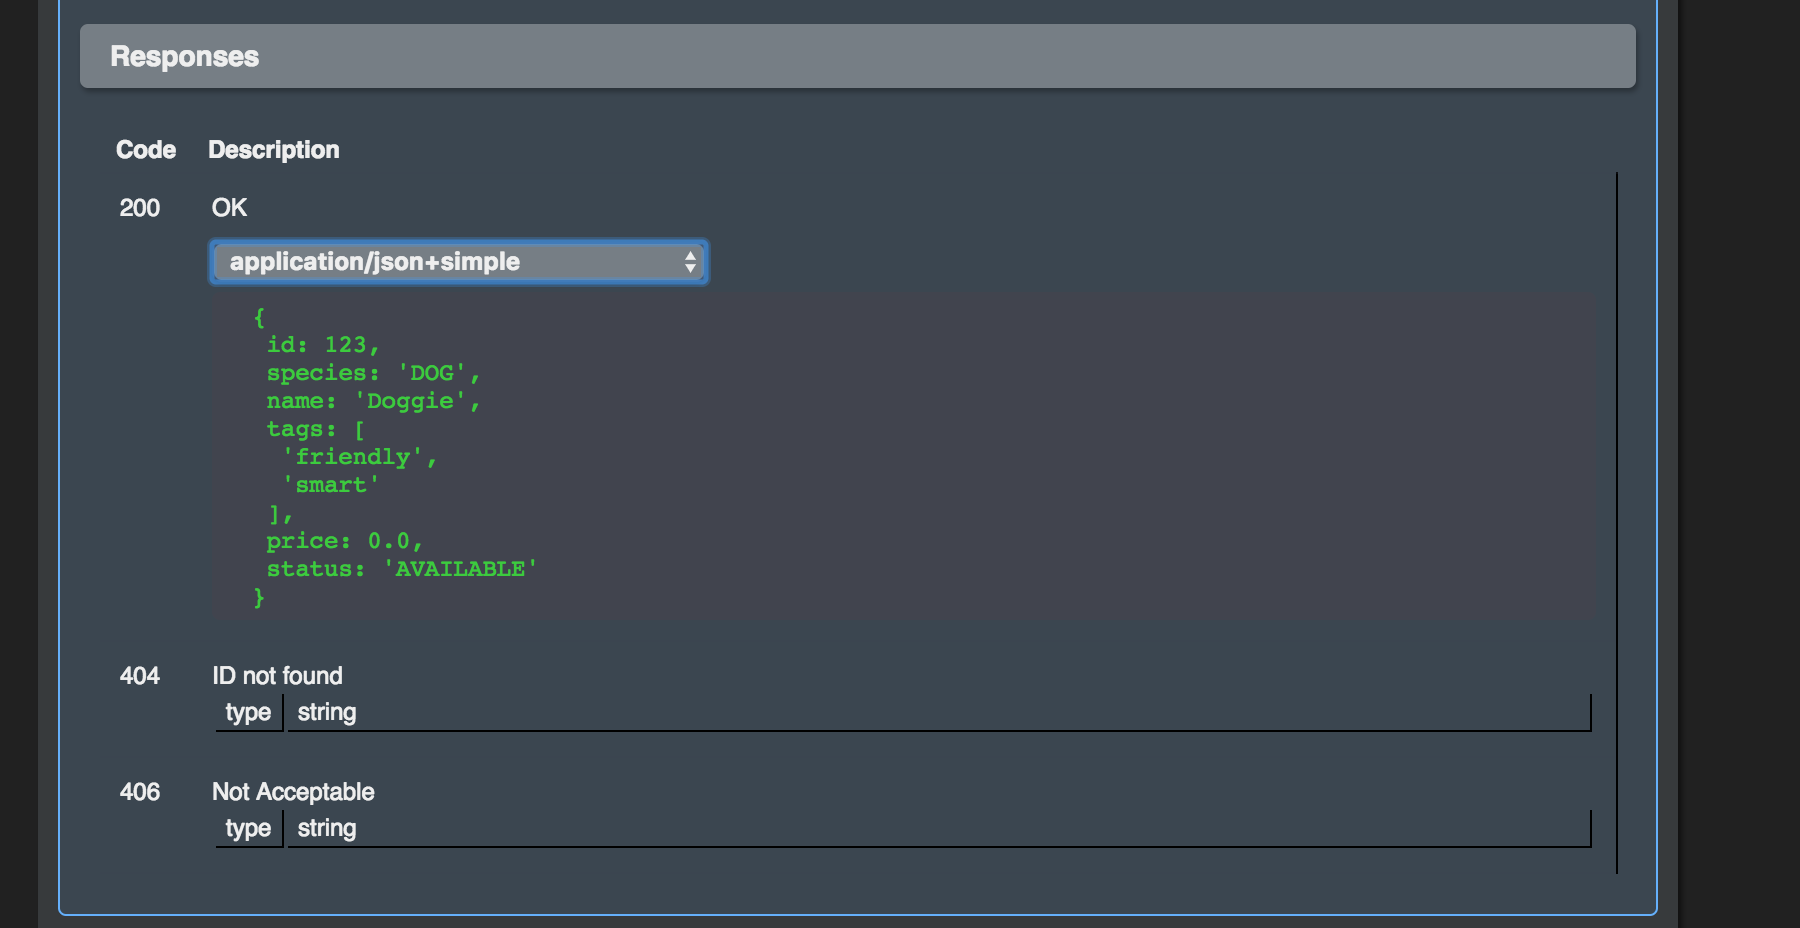 Responses
Code Description
200 OK
application/json+simple
{
id: 123,
species: 'DOG',
name: 'Doggie',
tags: [
'friendly',
'smart'
],
price: 0.0,
status: 'AVAILABLE'
}
404 ID not found
type string
406 Not Acceptable
type string